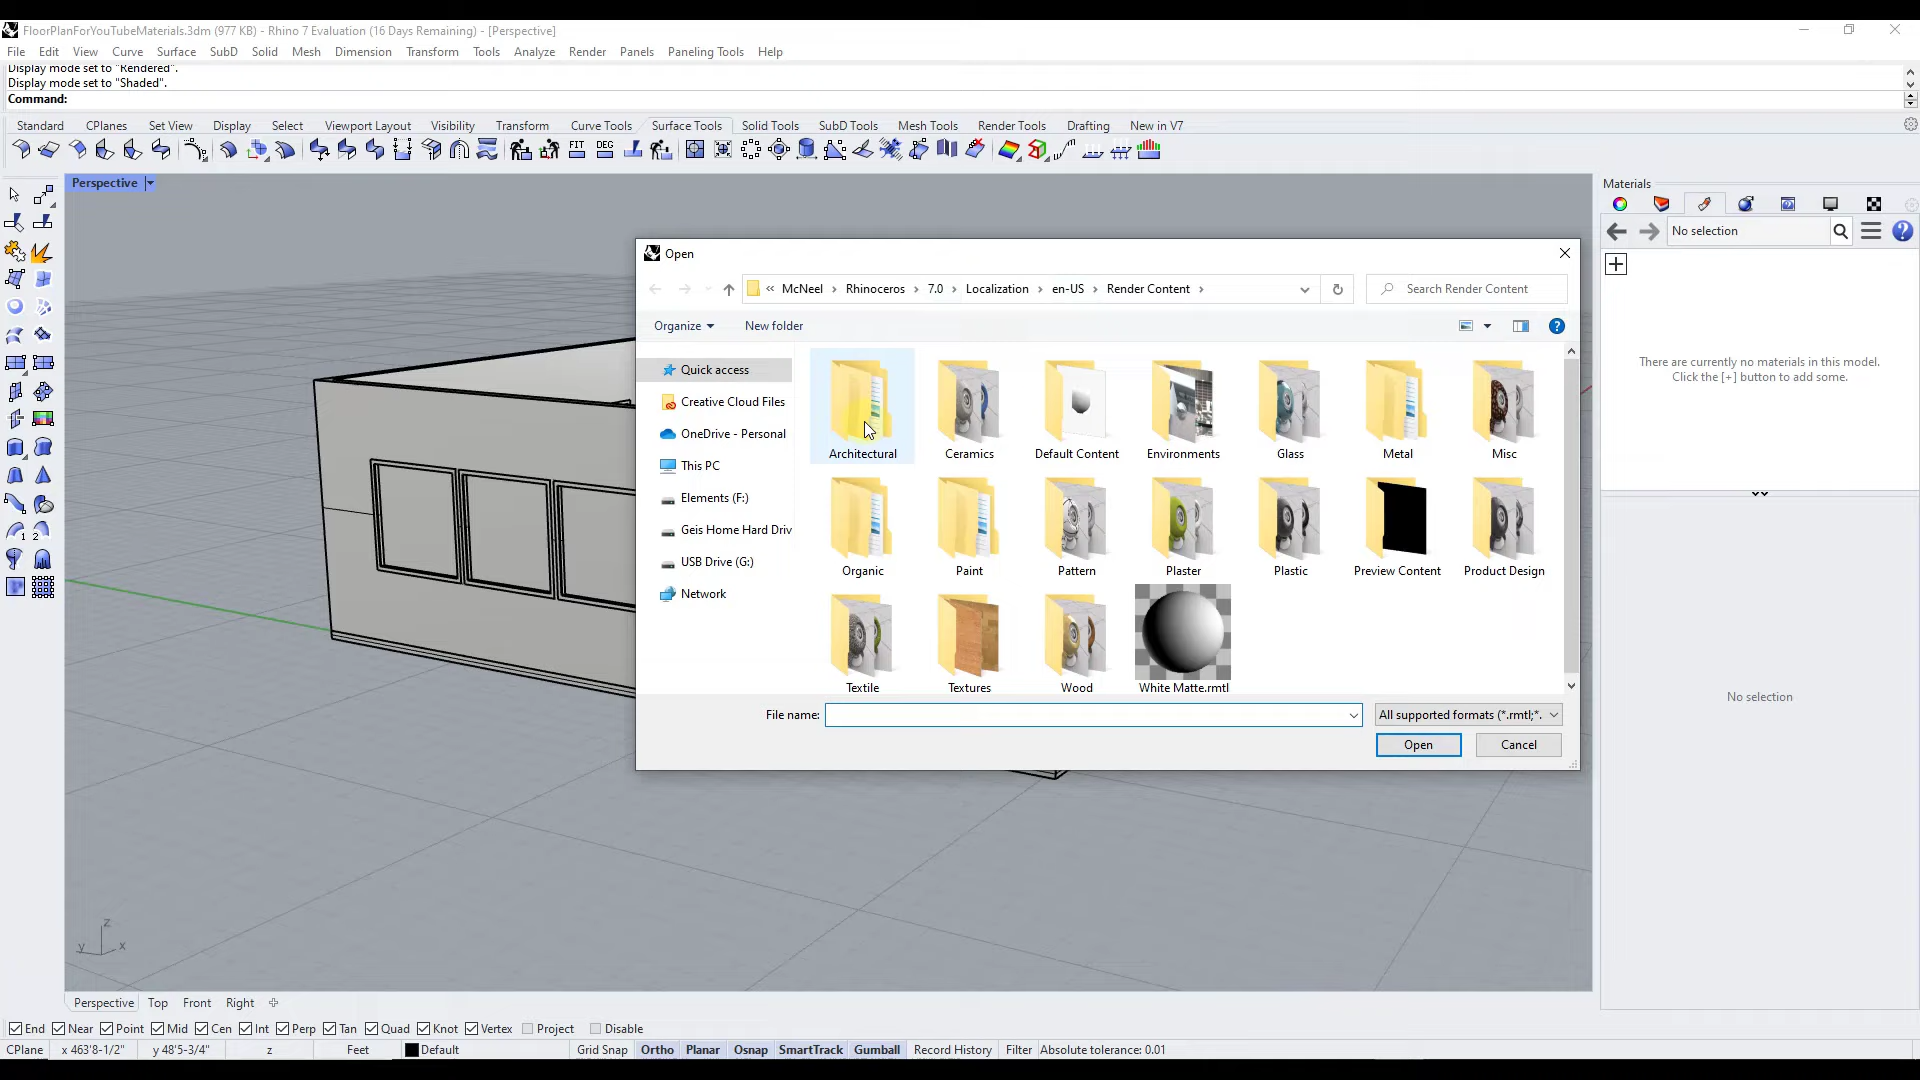 FloorPlanForYouTubeMaterials.3dm (977 KB) - Rhino 7 Evaluation (16 Days Remaining) - [Perspective]
File Edit View Curve Surface SubD Solid Mesh Dimension Transform Tools Analyze Render Panels Paneling Tools Help
Display mode set to "Rendered".
Display mode set to "Shaded".
Command:
Standard CPlanes Set View Display Select Viewport Layout Visibility Transform Curve Tools Surface Tools Solid Tools SubD Tools Mesh Tools Render Tools Drafting New in V7
FIT DEG
Perspective
Materials
No selection
There are currently no materials in this model.
Click the [+] button to add some.
No selection
Open
« McNeel › Rhinoceros › 7.0 › Localization › en-US › Render Content ›
Search Render Content
Organize New folder
Quick access
Creative Cloud Files
OneDrive - Personal
This PC
Elements (F:)
Geis Home Hard Driv
USB Drive (G:)
Network
Architectural Ceramics Default Content Environments Glass Metal Misc
Organic Paint Pattern Plaster Plastic Preview Content Product Design
Textile Textures Wood White Matte.rmtl
File name:
All supported formats (*.rmtl;*.
Open Cancel
z
y x
1 2
Perspective Top Front Right
End Near Point Mid Cen Int Perp Tan Quad Knot Vertex Project Disable
CPlane x 463'8-1/2" y 48'5-3/4" z Feet Default Grid Snap Ortho Planar Osnap SmartTrack Gumball Record History Filter Absolute tolerance: 0.01